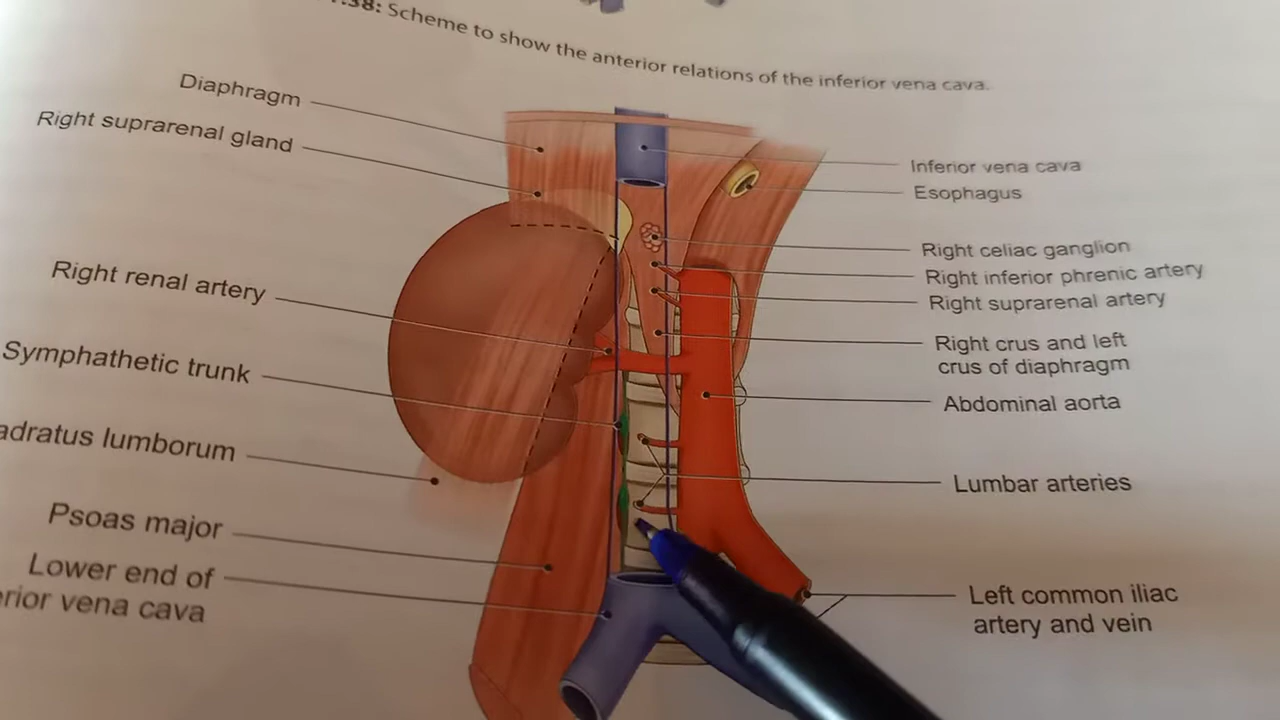 Scheme to show the anterior relations of the inferior vena cava.
Diaphragm
Right suprarenal gland
Right renal artery
Symphathetic trunk
adratus lumborum
Psoas major
Lower end of
rior vena cava
Inferior vena cava
Esophagus
Right celiac ganglion
Right inferior phrenic artery
Right suprarenal artery
Right crus and left
crus of diaphragm
Abdominal aorta
Lumbar arteries
Left common iliac
artery and vein